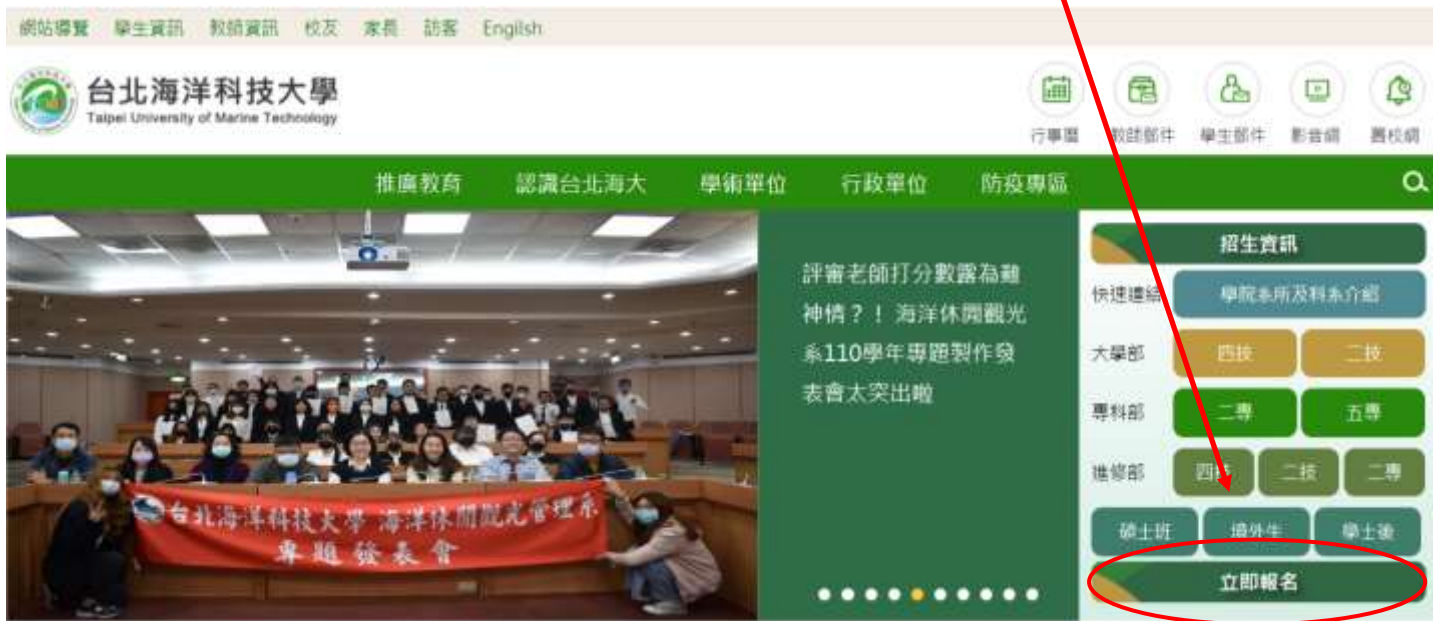 網站導覽 學生資訊 教師資訊 校友 家長 訪客 English
台北海洋科技大學
Taipei University of Marine Technology
行事曆 教師郵件 學生郵件 影音網 舊校網
推廣教育 認識台北海大 學術單位 行政單位 防疫專區
評審老師打分數露為難
神情？！海洋休閒觀光
系110學年專題製作發
表會太突出啦
台北海洋科技大學 海洋休閒觀光管理系
專題發表會
招生資訊
快速連結 學院系所及科系介紹
大學部 四技 二技
專科部 二專 五專
進修部 四技 二技 二專
碩士班 境外生 學士後
立即報名